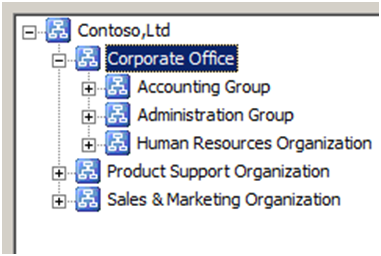 Contoso,Ltd
Corporate Office
Accounting Group
Administration Group
Human Resources Organization
Product Support Organization
Sales & Marketing Organization